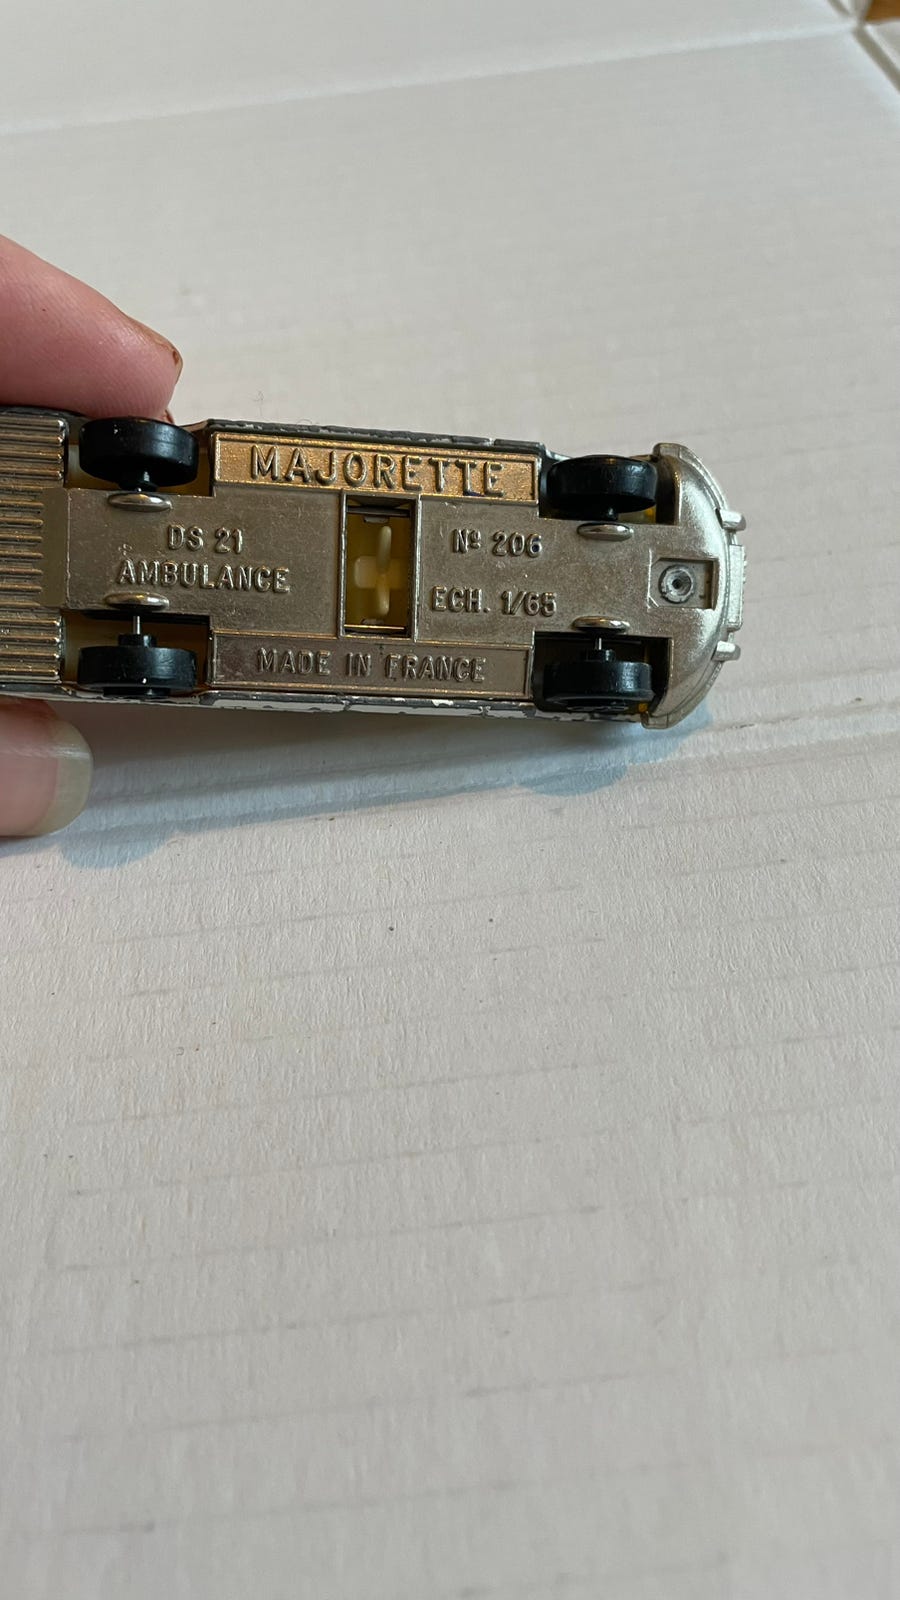 MAJORETTE
DS 21
AMBULANCE
Nº 206
ECH. 1/65
MADE IN FRANCE